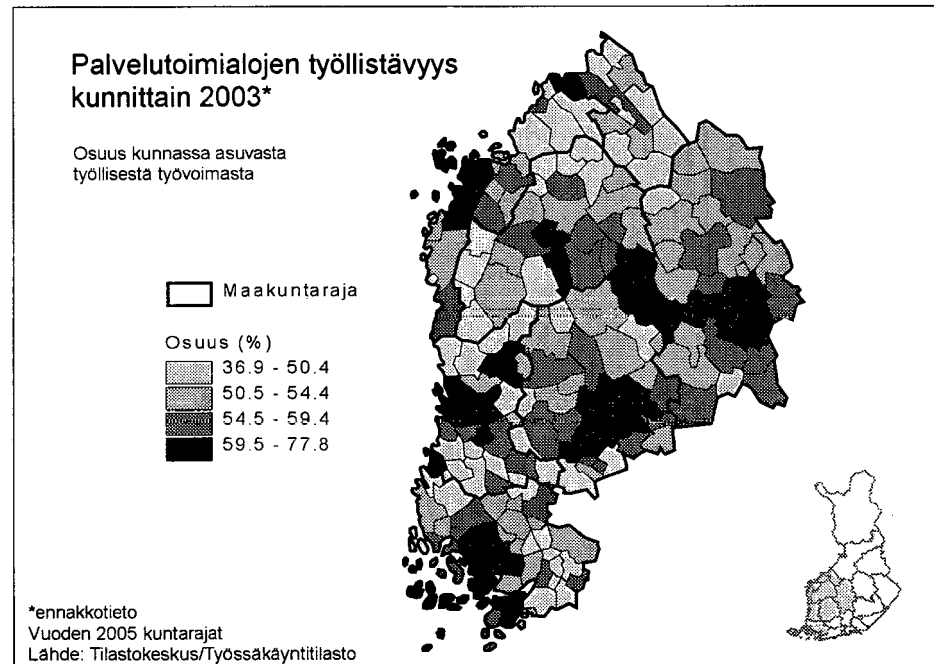 Palvelutoimialojen työllistävyys
kunnittain 2003*
Osuus kunnassa asuvasta
työllisestä työvoimasta
Maakuntaraja
Osuus (%)
36.9 - 50.4
50.5 - 54.4
54.5 - 59.4
59.5 - 77.8
*ennakkotieto
Vuoden 2005 kuntarajat
Lähde: Tilastokeskus/Työssäkäyntitilasto